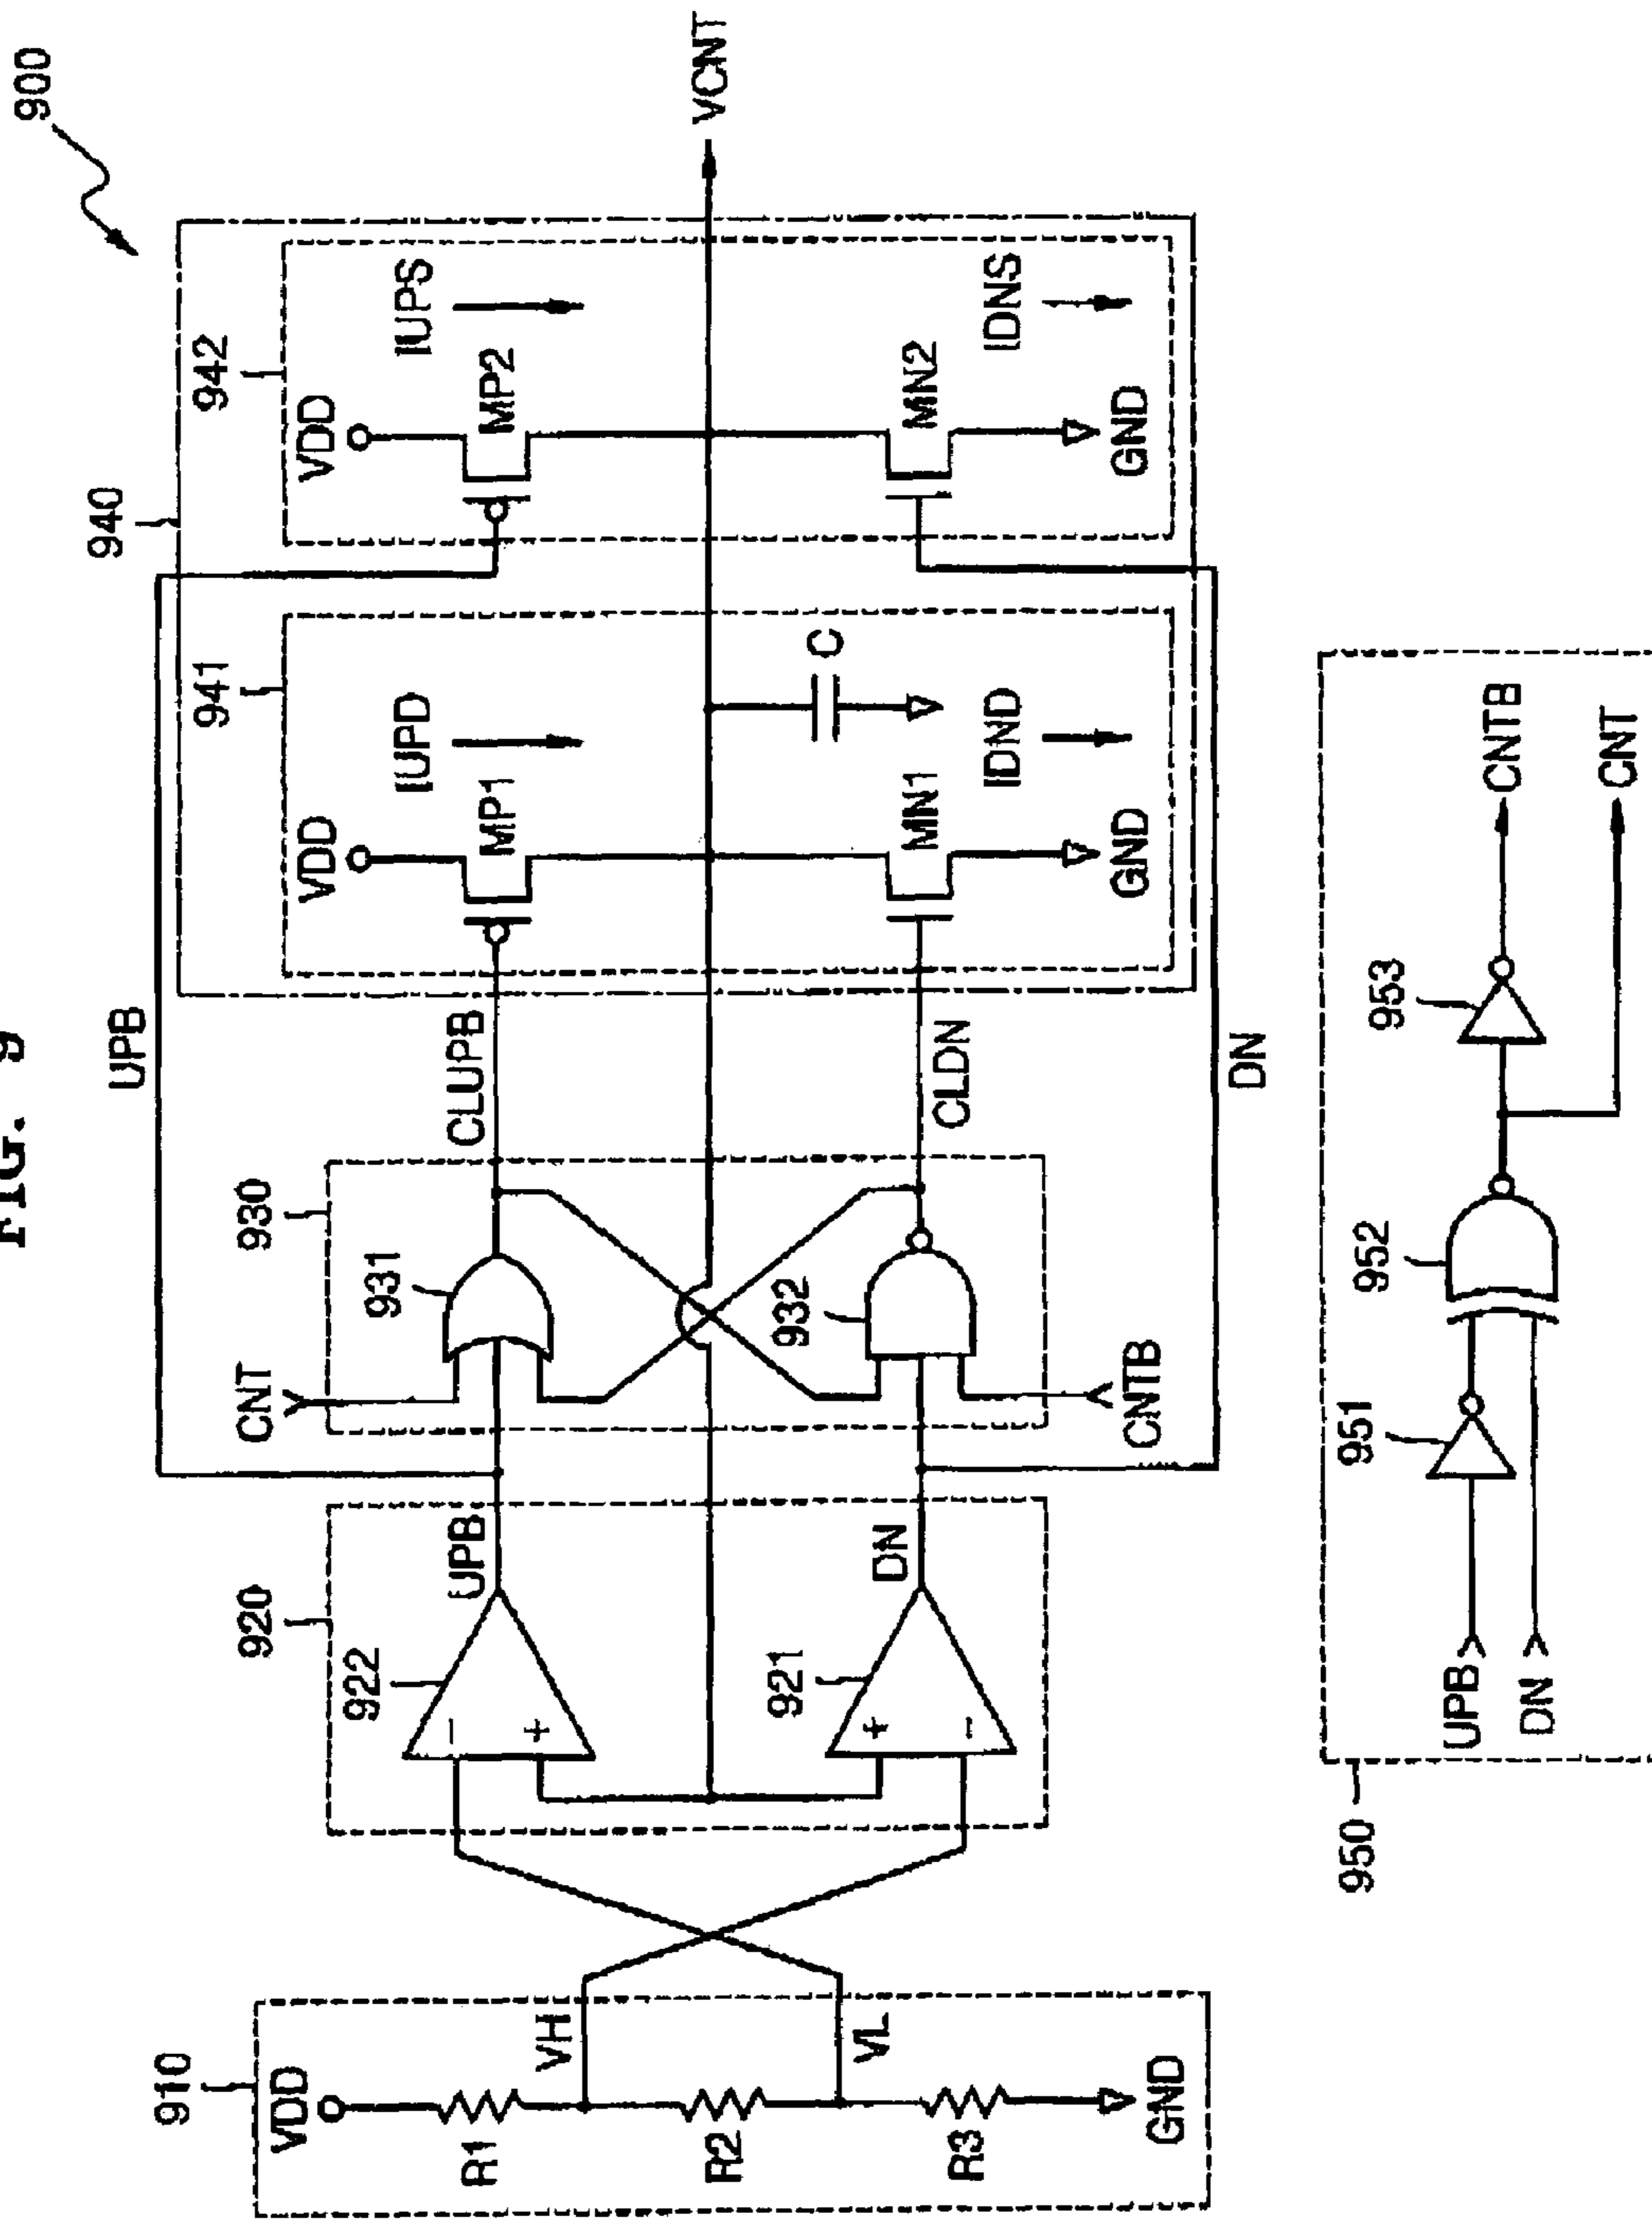 FIG. 9
900
910
VDD
R1
VH
R2
VL
R3
GND
920
922
−
+
UPB
921
+
−
DN
UPB
930
CNT
931
932
CNTB
CLUPB
CLDN
DN
940
941
VDD
MP1
IUPD
C
MN1
IDND
GND
942
VDD
MP2
IUPS
MN2
IDNS
GND
VCNT
950
UPB
DN
951
952
953
CNTB
CNT